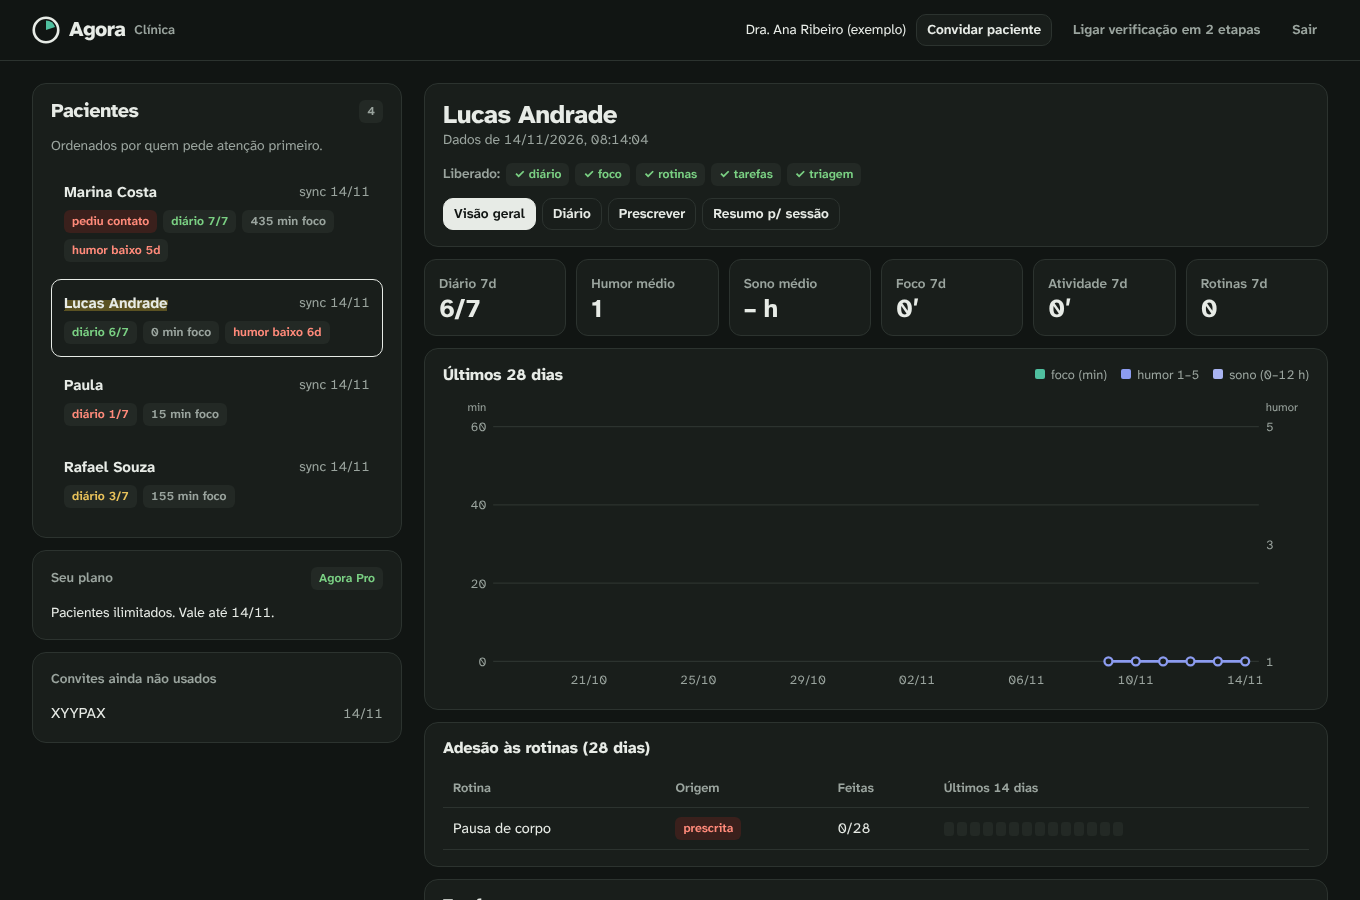 Agora Clínica
Dra. Ana Ribeiro (exemplo) Convidar paciente Ligar verificação em 2 etapas Sair
Pacientes 4
Ordenados por quem pede atenção primeiro.
Marina Costa sync 14/11
pediu contato diário 7/7 435 min foco
humor baixo 5d
Lucas Andrade sync 14/11
diário 6/7 0 min foco humor baixo 6d
Paula sync 14/11
diário 1/7 15 min foco
Rafael Souza sync 14/11
diário 3/7 155 min foco
Seu plano Agora Pro
Pacientes ilimitados. Vale até 14/11.
Convites ainda não usados
XYYPAX 14/11
Lucas Andrade
Dados de 14/11/2026, 08:14:04
Liberado: ✓ diário ✓ foco ✓ rotinas ✓ tarefas ✓ triagem
Visão geral Diário Prescrever Resumo p/ sessão
Diário 7d Humor médio Sono médio Foco 7d Atividade 7d Rotinas 7d
6/7 1 – h 0′ 0′ 0
Últimos 28 dias foco (min) humor 1–5 sono (0–12 h)
min humor
60 5
40
3
20
0 1
21/10 25/10 29/10 02/11 06/11 10/11 14/11
Adesão às rotinas (28 dias)
Rotina Origem Feitas Últimos 14 dias
Pausa de corpo prescrita 0/28